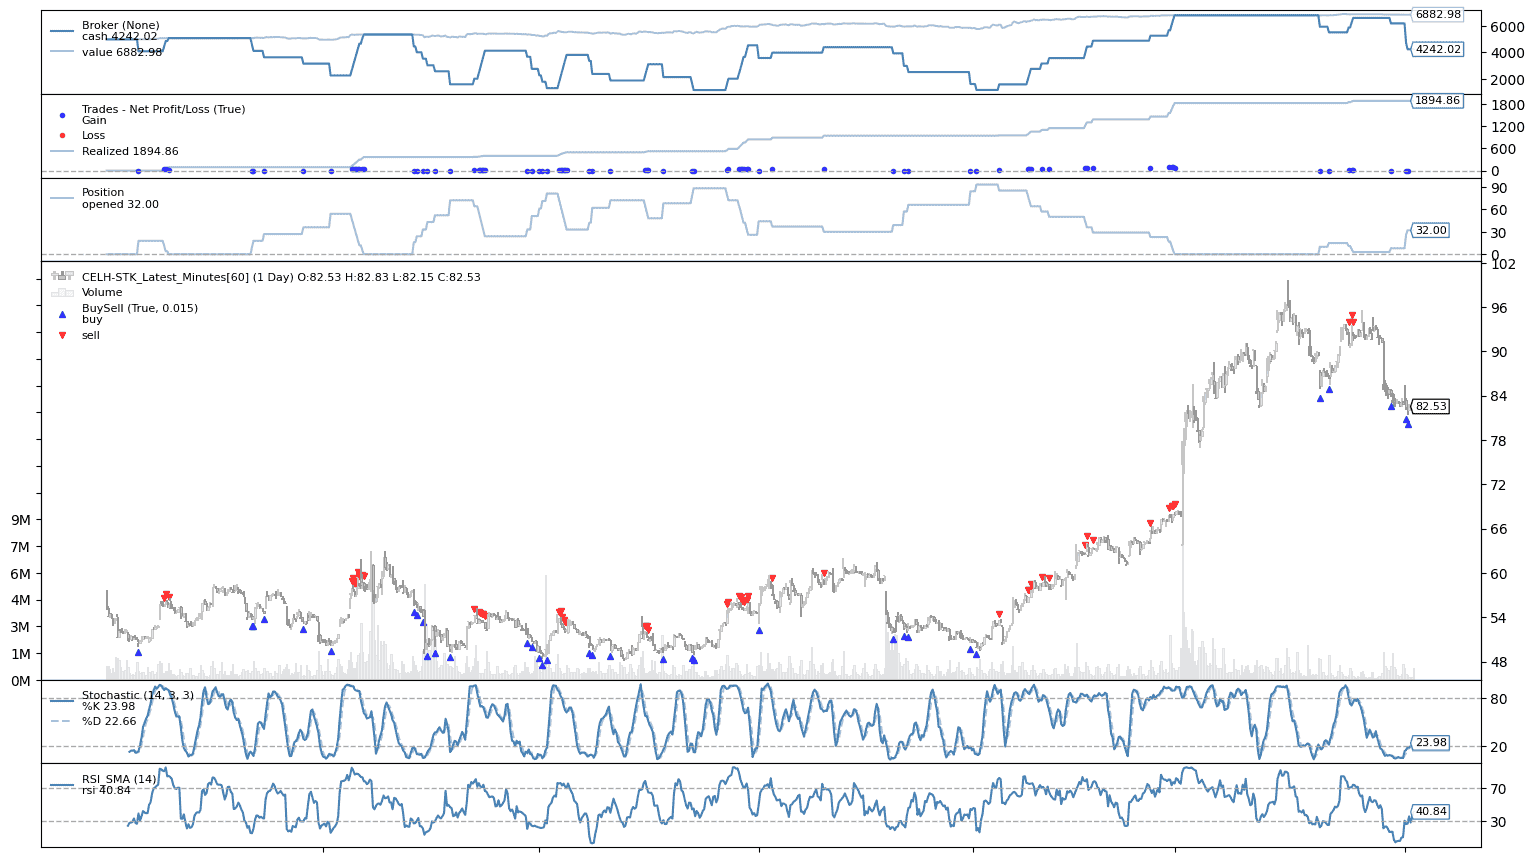 Broker (None)
cash 4242.02
value 6882.98
6882.98
6000
4242.02
4000
2000
Trades - Net Profit/Loss (True)
Gain
Loss
Realized 1894.86
1894.86
1800
1200
600
0
Position
opened 32.00
90
60
32.00
30
0
CELH-STK_Latest_Minutes[60] (1 Day) O:82.53 H:82.83 L:82.15 C:82.53
Volume
BuySell (True, 0.015)
buy
sell
102
96
90
84
82.53
78
72
66
60
54
48
9M
7M
6M
4M
3M
1M
0M
Stochastic (14, 3, 3)
%K 23.98
%D 22.66
80
23.98
20
RSI_SMA (14)
rsi 40.84
70
40.84
30